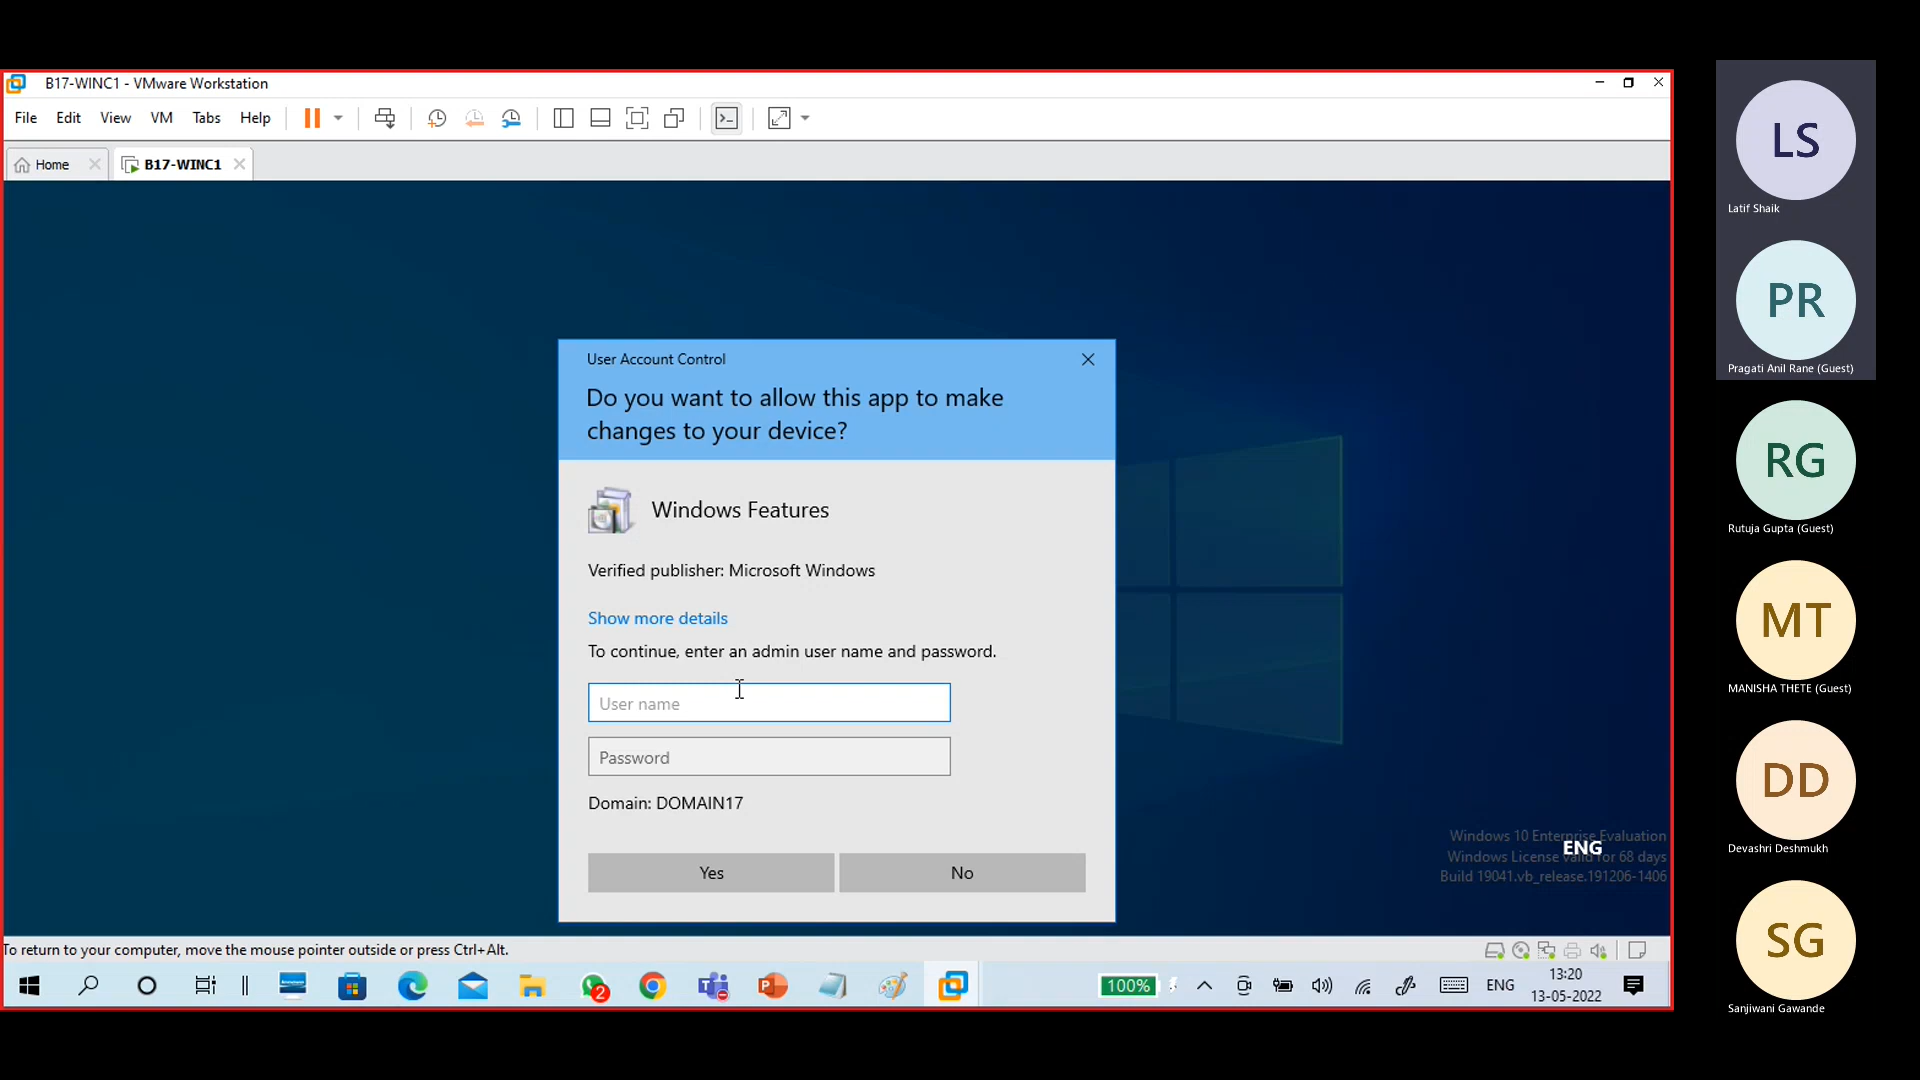 B17-WINC1 - VMware Workstation
File Edit View VM Tabs Help
Home B17-WINC1
User Account Control
Do you want to allow this app to make
changes to your device?
Windows Features
Verified publisher: Microsoft Windows
Show more details
To continue, enter an admin user name and password.
User name
Password
Domain: DOMAIN17
Yes No
Windows 10 Enterprise Evaluation
ENG
Windows License valid for 68 days
Build 19041.vb_release.191206-1406
To return to your computer, move the mouse pointer outside or press Ctrl+Alt.
2
100%
ENG
13:20
13-05-2022
LS
Latif Shaik
PR
Pragati Anil Rane (Guest)
RG
Rutuja Gupta (Guest)
MT
MANISHA THETE (Guest)
DD
Devashri Deshmukh
SG
Sanjiwani Gawande